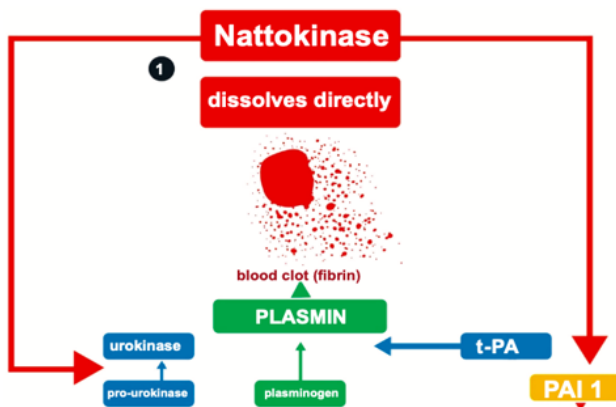 Nattokinase
1
dissolves directly
blood clot (fibrin)
PLASMIN
urokinase
t-PA
pro-urokinase
plasminogen
PAI 1